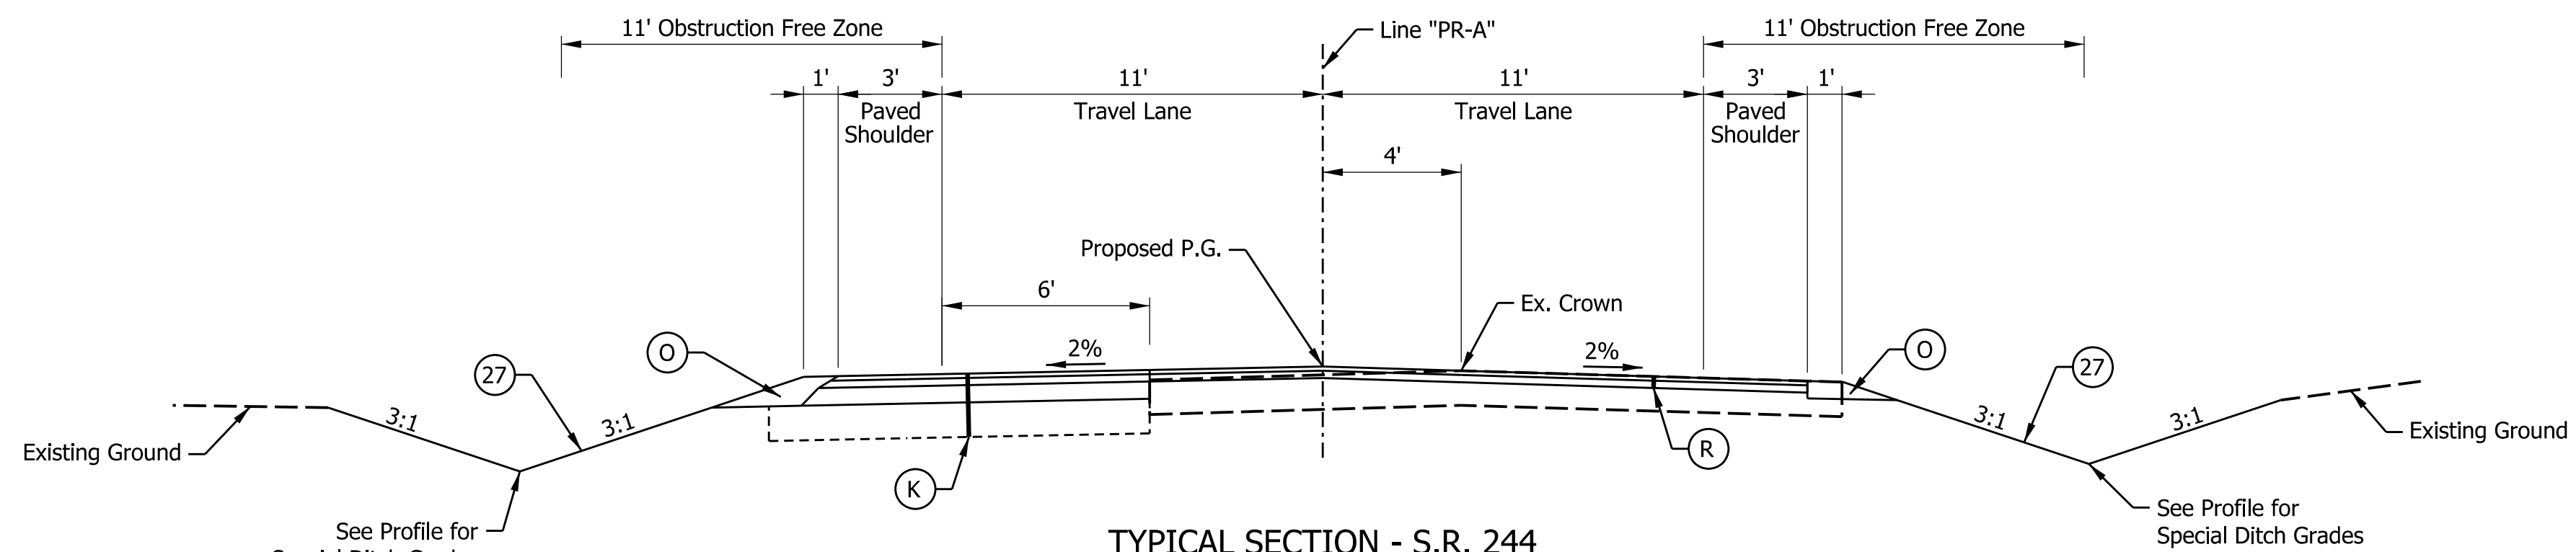 11' Obstruction Free Zone
Line "PR-A"
11' Obstruction Free Zone
1'
3'
11'
11'
3'
1'
Paved
Shoulder
Travel Lane
Travel Lane
Paved
Shoulder
4'
Proposed P.G.
6'
Ex. Crown
2%
2%
O
O
27
27
3:1
3:1
3:1
3:1
Existing Ground
Existing Ground
K
R
See Profile for
Special Ditch Grades
See Profile for
Special Ditch Grades
TYPICAL SECTION - S.R. 244